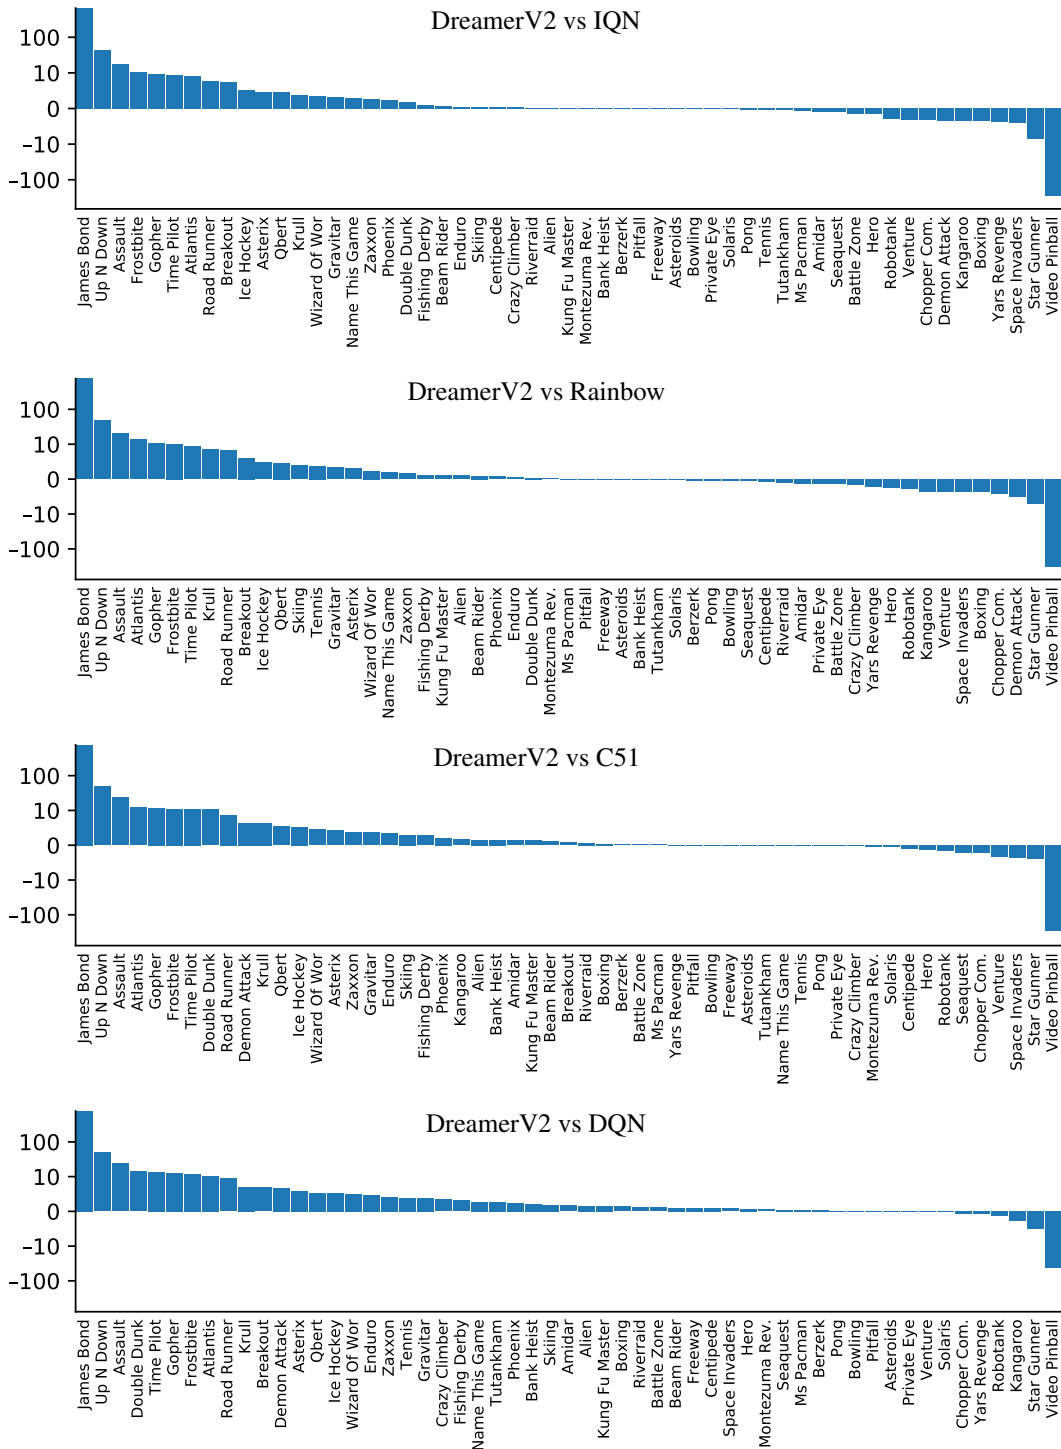 DreamerV2 vs IQN
100
10
0
−10
−100
James Bond
Up N Down
Assault
Frostbite
Gopher
Time Pilot
Atlantis
Road Runner
Breakout
Ice Hockey
Asterix
Qbert
Krull
Wizard Of Wor
Gravitar
Name This Game
Zaxxon
Phoenix
Double Dunk
Fishing Derby
Beam Rider
Enduro
Skiing
Centipede
Crazy Climber
Riverraid
Alien
Kung Fu Master
Montezuma Rev.
Bank Heist
Berzerk
Pitfall
Freeway
Asteroids
Bowling
Private Eye
Solaris
Pong
Tennis
Tutankham
Ms Pacman
Amidar
Seaquest
Battle Zone
Hero
Robotank
Venture
Chopper Com.
Demon Attack
Kangaroo
Boxing
Yars Revenge
Space Invaders
Star Gunner
Video Pinball
DreamerV2 vs Rainbow
100
10
0
−10
−100
James Bond
Up N Down
Assault
Atlantis
Gopher
Frostbite
Time Pilot
Krull
Road Runner
Breakout
Ice Hockey
Qbert
Skiing
Tennis
Gravitar
Asterix
Wizard Of Wor
Name This Game
Zaxxon
Fishing Derby
Kung Fu Master
Alien
Beam Rider
Phoenix
Enduro
Double Dunk
Montezuma Rev.
Ms Pacman
Pitfall
Freeway
Asteroids
Bank Heist
Tutankham
Solaris
Berzerk
Pong
Bowling
Seaquest
Centipede
Riverraid
Amidar
Private Eye
Battle Zone
Crazy Climber
Yars Revenge
Hero
Robotank
Kangaroo
Venture
Space Invaders
Boxing
Chopper Com.
Demon Attack
Star Gunner
Video Pinball
DreamerV2 vs C51
100
10
0
−10
−100
James Bond
Up N Down
Assault
Atlantis
Gopher
Frostbite
Time Pilot
Double Dunk
Road Runner
Demon Attack
Krull
Qbert
Ice Hockey
Wizard Of Wor
Asterix
Zaxxon
Gravitar
Enduro
Skiing
Fishing Derby
Phoenix
Kangaroo
Alien
Bank Heist
Amidar
Kung Fu Master
Beam Rider
Breakout
Riverraid
Boxing
Berzerk
Battle Zone
Ms Pacman
Yars Revenge
Pitfall
Bowling
Freeway
Asteroids
Tutankham
Name This Game
Tennis
Pong
Private Eye
Crazy Climber
Montezuma Rev.
Solaris
Centipede
Hero
Robotank
Seaquest
Chopper Com.
Venture
Space Invaders
Star Gunner
Video Pinball
DreamerV2 vs DQN
100
10
0
−10
−100
James Bond
Up N Down
Assault
Double Dunk
Time Pilot
Gopher
Frostbite
Atlantis
Road Runner
Krull
Breakout
Demon Attack
Asterix
Qbert
Ice Hockey
Wizard Of Wor
Enduro
Zaxxon
Tennis
Gravitar
Crazy Climber
Fishing Derby
Name This Game
Tutankham
Phoenix
Bank Heist
Skiing
Amidar
Alien
Kung Fu Master
Boxing
Riverraid
Battle Zone
Beam Rider
Freeway
Centipede
Space Invaders
Hero
Montezuma Rev.
Seaquest
Ms Pacman
Berzerk
Pong
Bowling
Pitfall
Asteroids
Private Eye
Venture
Solaris
Chopper Com.
Yars Revenge
Robotank
Kangaroo
Star Gunner
Video Pinball